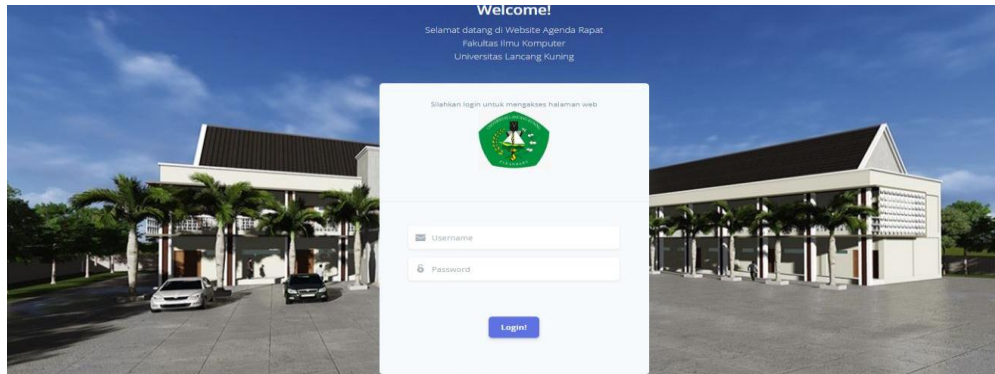 Welcome!
Selamat datang di Website Agenda Rapat
Fakultas Ilmu Komputer
Universitas Lancang Kuning
Silahkan login untuk mengakses halaman web
Username
Password
Login!